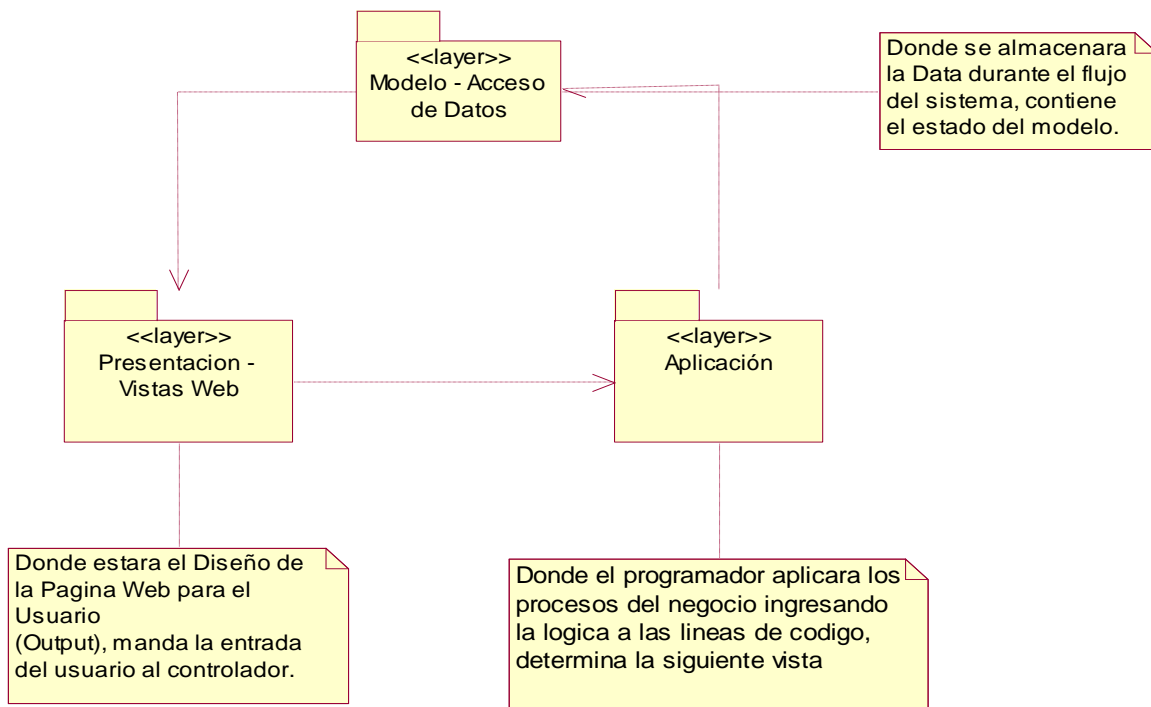 <<layer>>
Modelo - Acceso
de Datos
Donde se almacenara
la Data durante el flujo
del sistema, contiene
el estado del modelo.
<<layer>>
Presentacion -
Vistas Web
<<layer>>
Aplicación
Donde estara el Diseño de
la Pagina Web para el
Usuario
(Output), manda la entrada
del usuario al controlador.
Donde el programador aplicara los
procesos del negocio ingresando
la logica a las lineas de codigo,
determina la siguiente vista